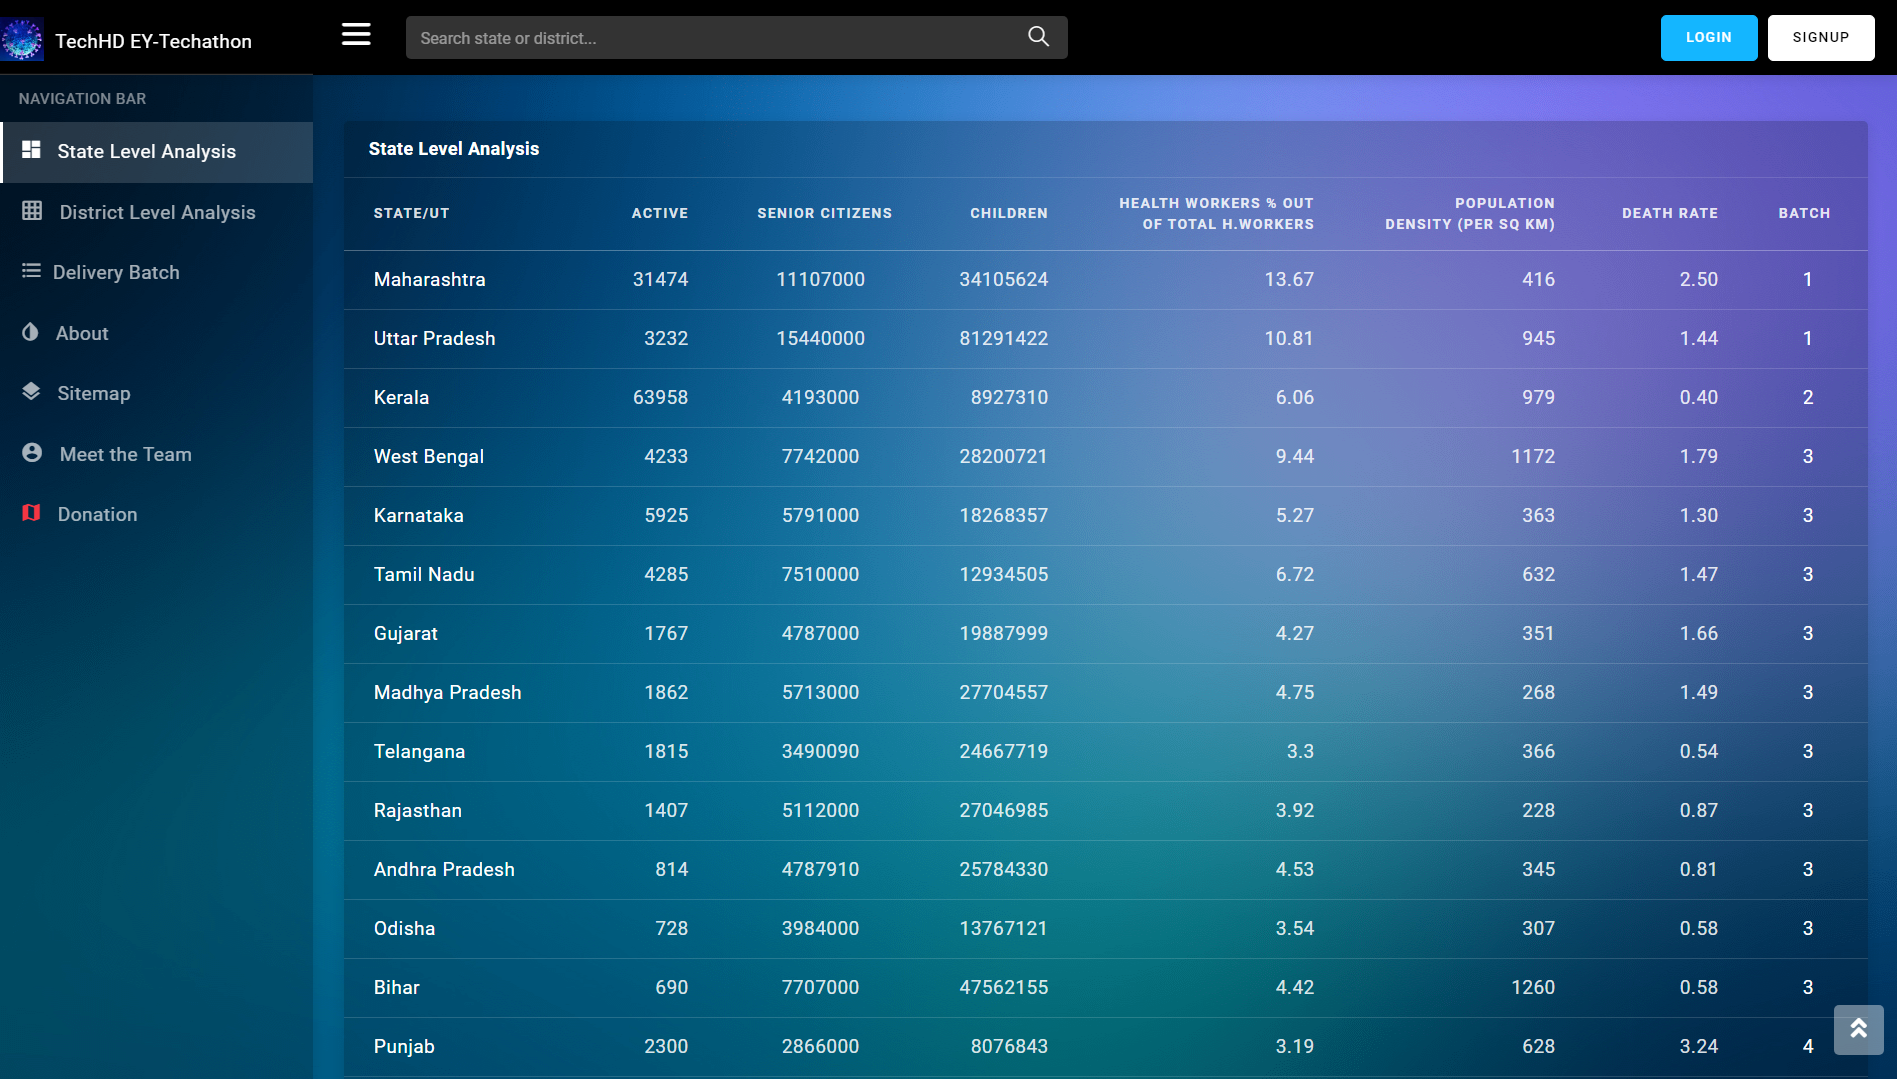 TechHD EY-Techathon
Search state or district...
LOGIN
SIGNUP
NAVIGATION BAR
State Level Analysis
District Level Analysis
Delivery Batch
About
Sitemap
Meet the Team
Donation
State Level Analysis
STATE/UT ACTIVE SENIOR CITIZENS CHILDREN HEALTH WORKERS % OUT OF TOTAL H.WORKERS POPULATION DENSITY (PER SQ KM) DEATH RATE BATCH
Maharashtra 31474 11107000 34105624 13.67 416 2.50 1
Uttar Pradesh 3232 15440000 81291422 10.81 945 1.44 1
Kerala 63958 4193000 8927310 6.06 979 0.40 2
West Bengal 4233 7742000 28200721 9.44 1172 1.79 3
Karnataka 5925 5791000 18268357 5.27 363 1.30 3
Tamil Nadu 4285 7510000 12934505 6.72 632 1.47 3
Gujarat 1767 4787000 19887999 4.27 351 1.66 3
Madhya Pradesh 1862 5713000 27704557 4.75 268 1.49 3
Telangana 1815 3490090 24667719 3.3 366 0.54 3
Rajasthan 1407 5112000 27046985 3.92 228 0.87 3
Andhra Pradesh 814 4787910 25784330 4.53 345 0.81 3
Odisha 728 3984000 13767121 3.54 307 0.58 3
Bihar 690 7707000 47562155 4.42 1260 0.58 3
Punjab 2300 2866000 8076843 3.19 628 3.24 4